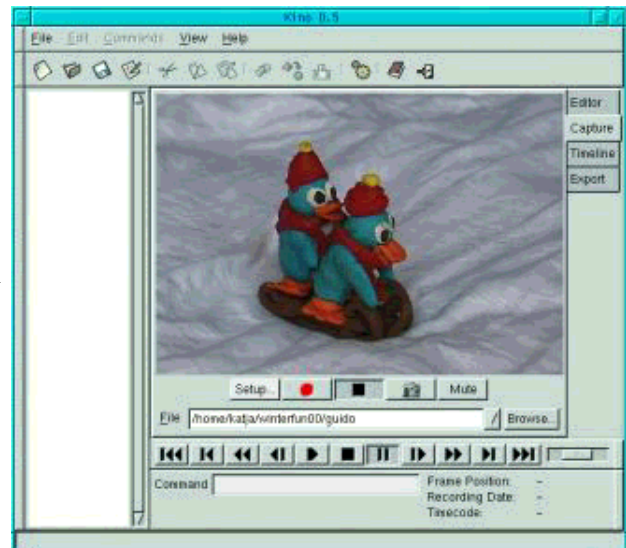 Kino 0.5
File Edit Commands View Help
Editor
Capture
Timeline
Export
Setup... Mute
File /home/katja/winterfun00/guido Browse...
Command
Frame Position: -
Recording Date: -
Timecode: -